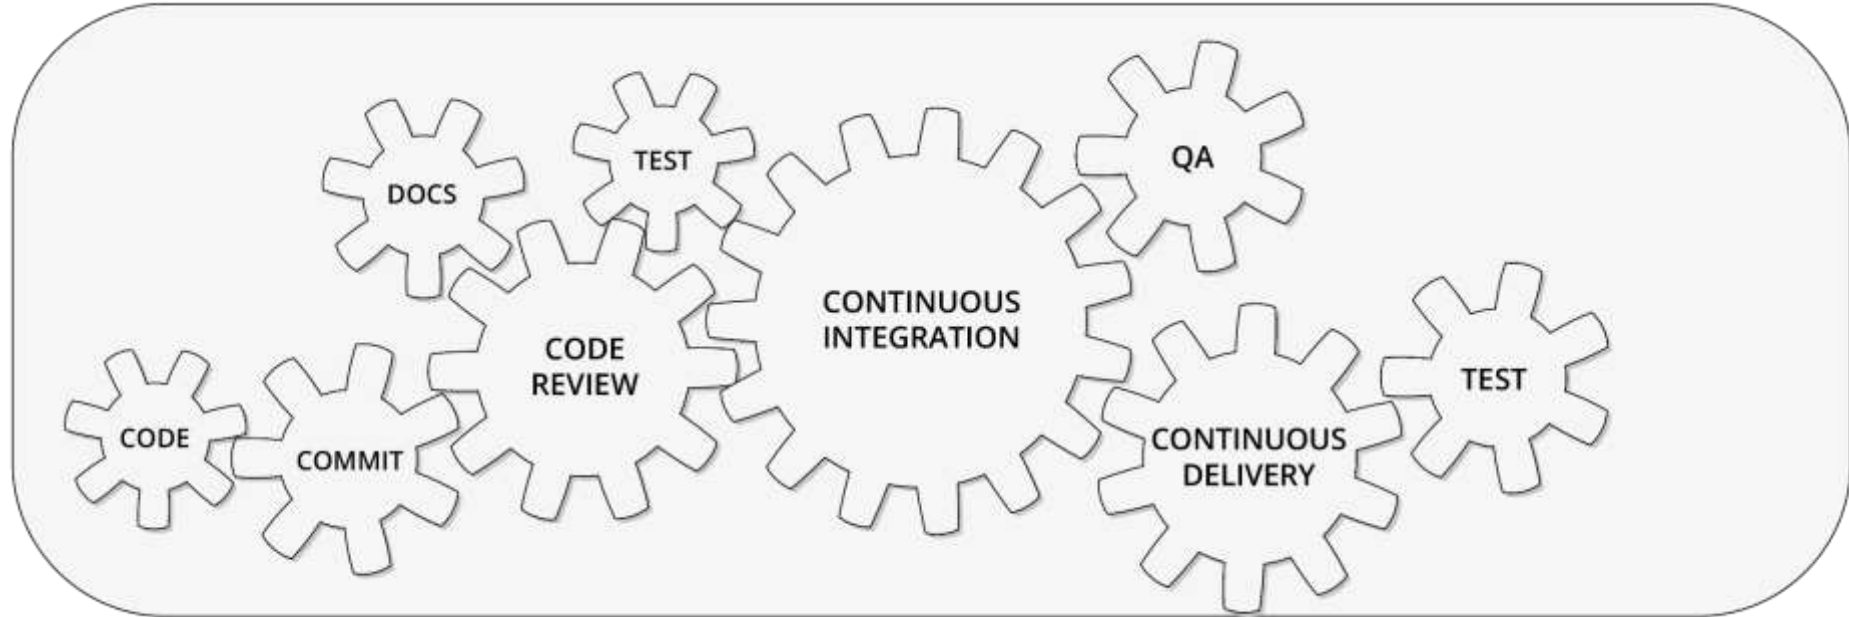 TEST
QA
DOCS
CONTINUOUS
INTEGRATION
CODE
REVIEW
TEST
CODE
COMMIT
CONTINUOUS
DELIVERY